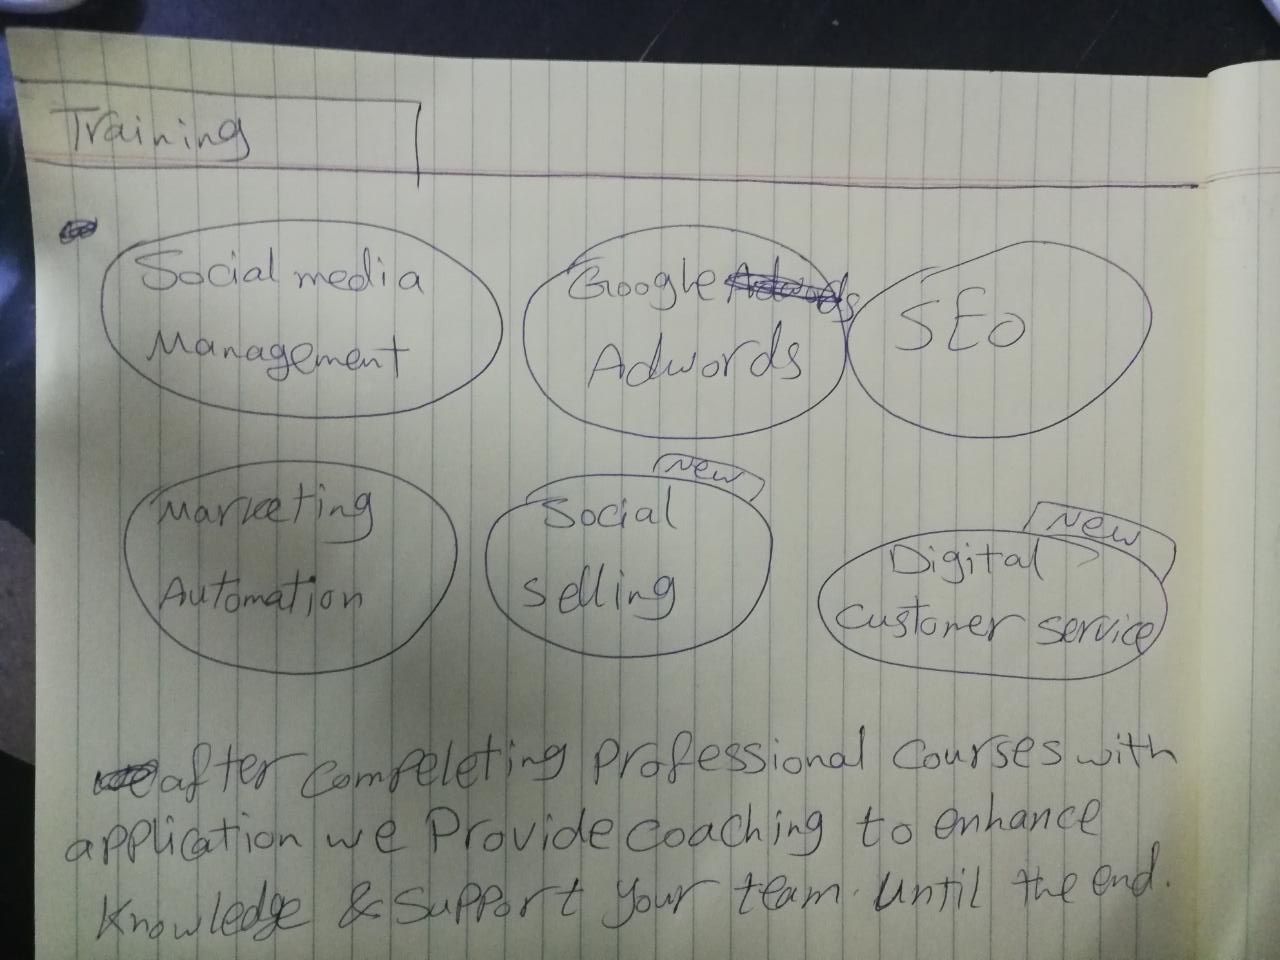 Training
Social media
Management
Google
Adwords
SEO
Marketing
Automation
New
Social
selling
New
Digital
customer service
after compeleting professional courses with
application we Provide coaching to enhance
Knowledge & support your team. until the end.